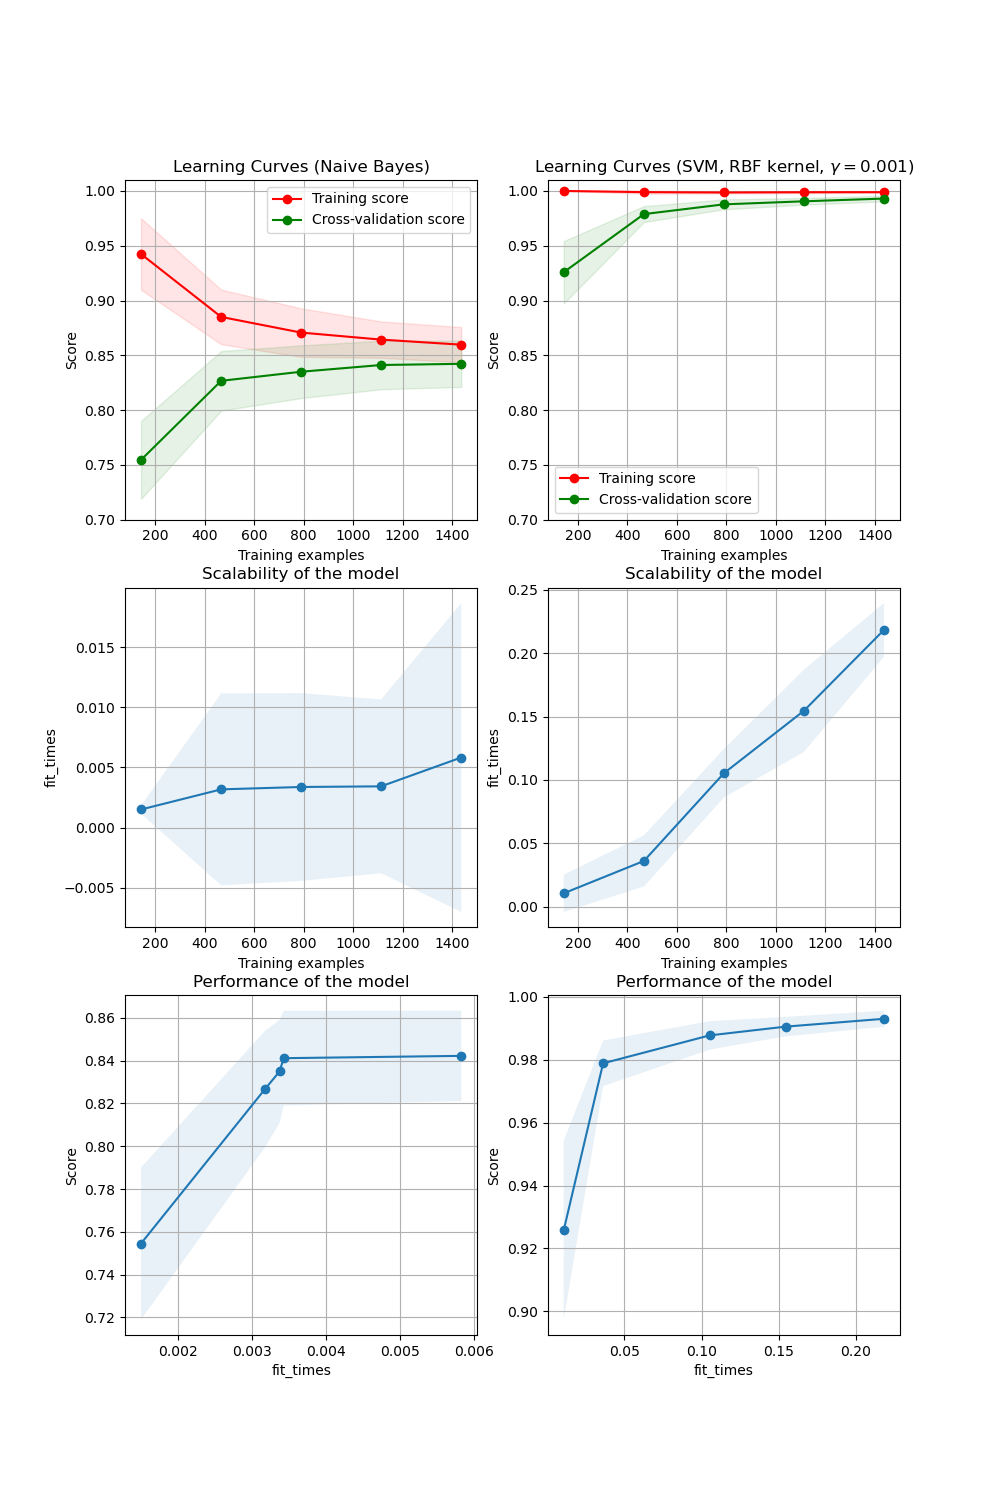 Learning Curves (Naive Bayes)
1.00
0.95
0.90
0.85
0.80
0.75
0.70
Score
Training score
Cross-validation score
200 400 600 800 1000 1200 1400
Training examples
Learning Curves (SVM, RBF kernel, γ = 0.001)
1.00
0.95
0.90
0.85
0.80
0.75
0.70
Score
Training score
Cross-validation score
200 400 600 800 1000 1200 1400
Training examples
Scalability of the model
0.015
0.010
0.005
0.000
−0.005
fit_times
200 400 600 800 1000 1200 1400
Training examples
Scalability of the model
0.25
0.20
0.15
0.10
0.05
0.00
fit_times
200 400 600 800 1000 1200 1400
Training examples
Performance of the model
0.86
0.84
0.82
0.80
0.78
0.76
0.74
0.72
Score
0.002 0.003 0.004 0.005 0.006
fit_times
Performance of the model
1.00
0.98
0.96
0.94
0.92
0.90
Score
0.05 0.10 0.15 0.20
fit_times